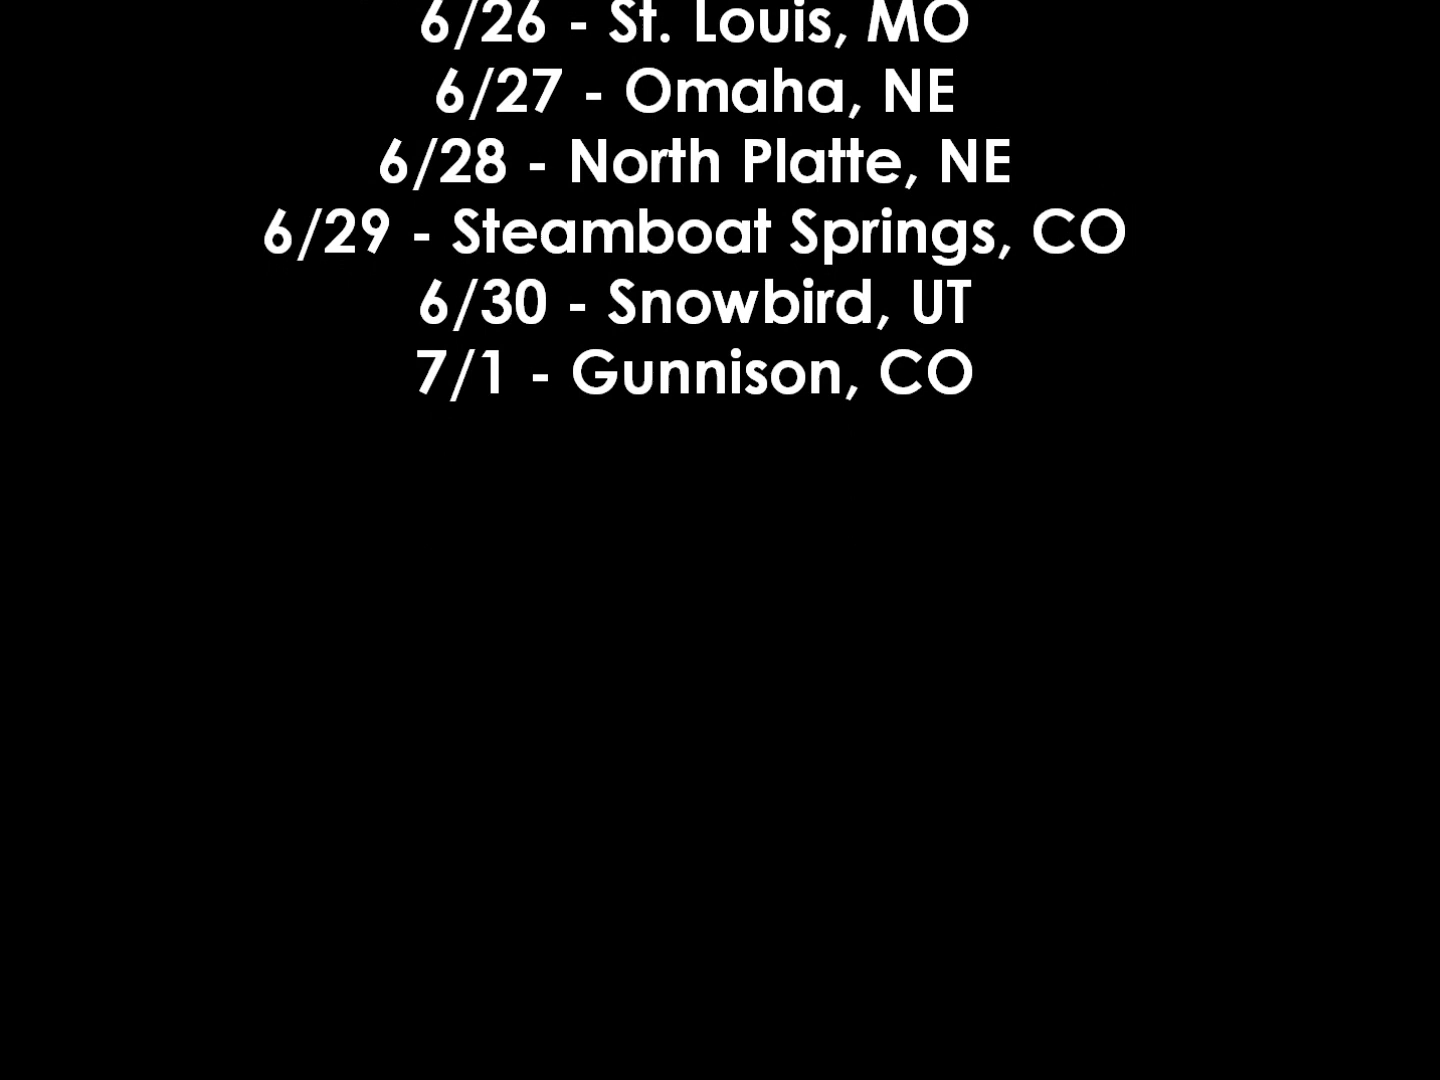 6/26 - St. Louis, MO
6/27 - Omaha, NE
6/28 - North Platte, NE
6/29 - Steamboat Springs, CO
6/30 - Snowbird, UT
7/1 - Gunnison, CO